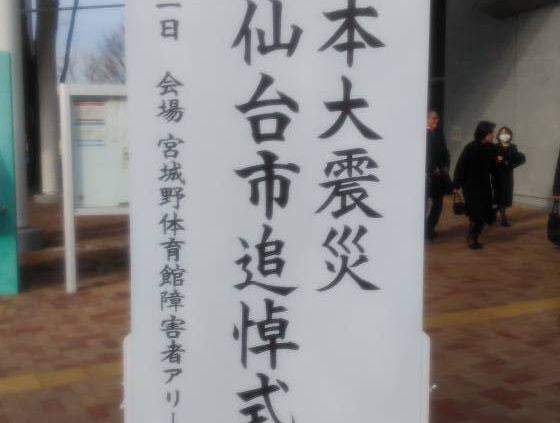 本大震災
仙台市追悼式
一日 会場 宮城野体育館障害者アリー